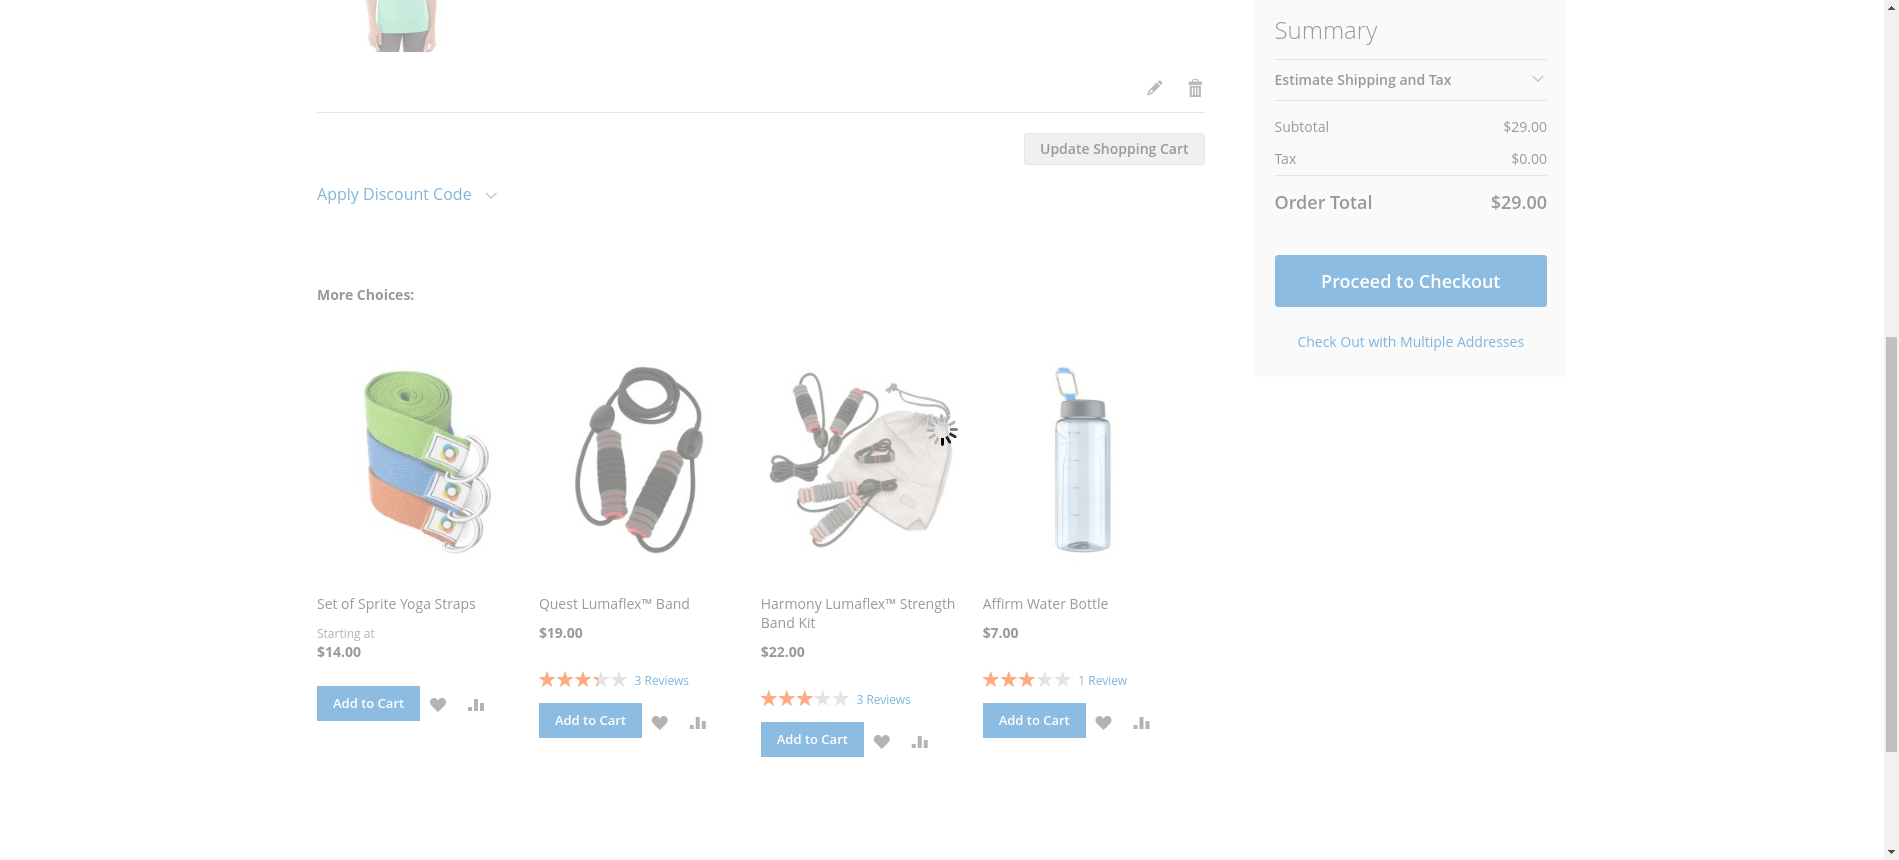 Summary
Estimate Shipping and Tax
Subtotal $29.00
Tax $0.00
Order Total $29.00
Proceed to Checkout
Check Out with Multiple Addresses
Update Shopping Cart
Apply Discount Code
More Choices:
Set of Sprite Yoga Straps
Starting at
$14.00
Add to Cart
Quest Lumaflex™ Band
$19.00
3 Reviews
Add to Cart
Harmony Lumaflex™ Strength
Band Kit
$22.00
3 Reviews
Add to Cart
Affirm Water Bottle
$7.00
1 Review
Add to Cart